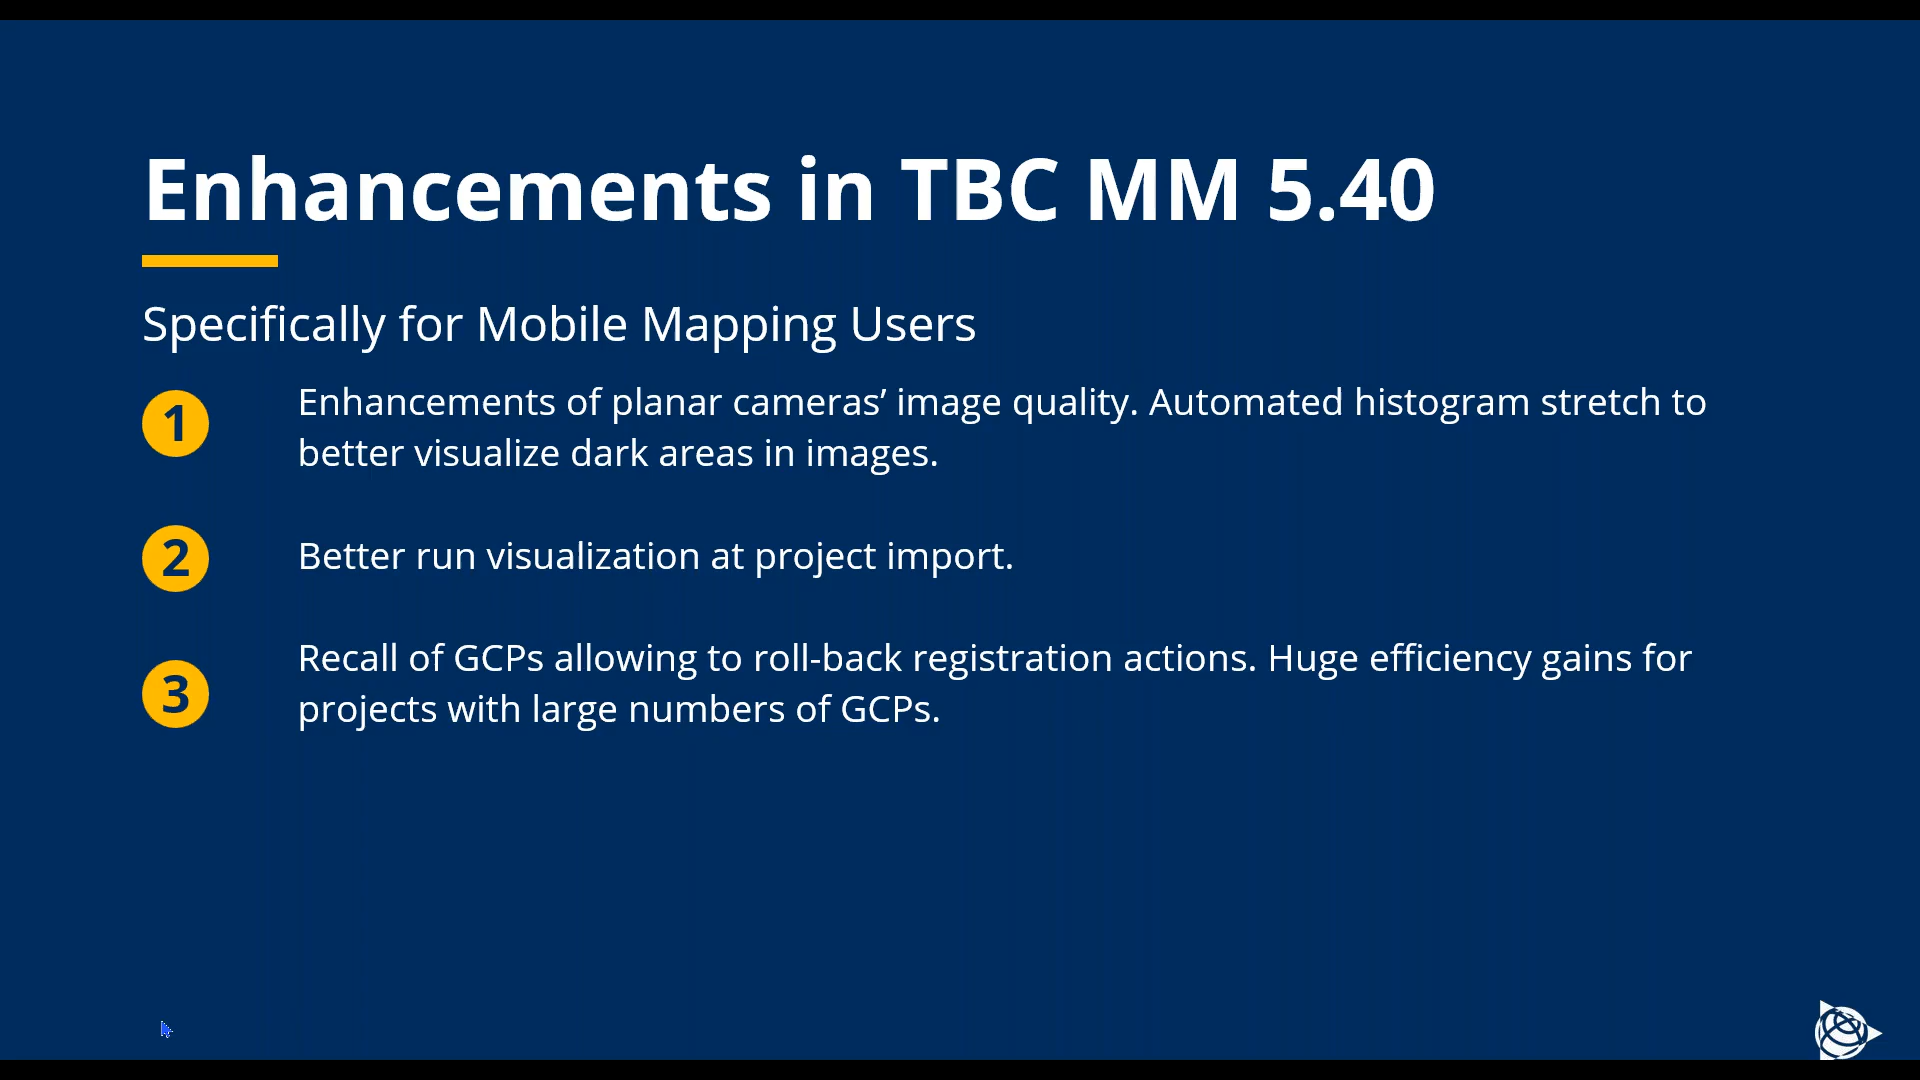 Enhancements in TBC MM 5.40
Specifically for Mobile Mapping Users
1
Enhancements of planar cameras’ image quality. Automated histogram stretch to
better visualize dark areas in images.
2
Better run visualization at project import.
3
Recall of GCPs allowing to roll-back registration actions. Huge efficiency gains for
projects with large numbers of GCPs.